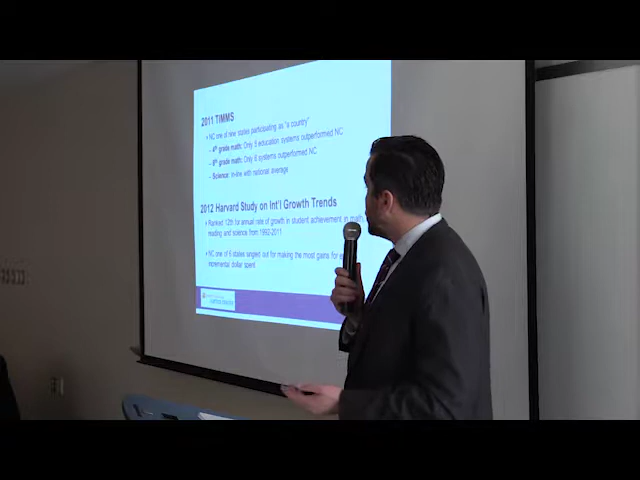 2011 TIMMS
NC one of nine states participating as "a country"
– 4th grade math: Only 5 education systems outperformed NC
– 8th grade math: Only 6 systems outperformed NC
– Science: In-line with national average
2012 Harvard Study on Int'l Growth Trends
Ranked 12th for annual rate of growth in student achievement in math,
reading and science from 1992-2011
NC one of 6 states singled out for making the most gains for
incremental dollar spent